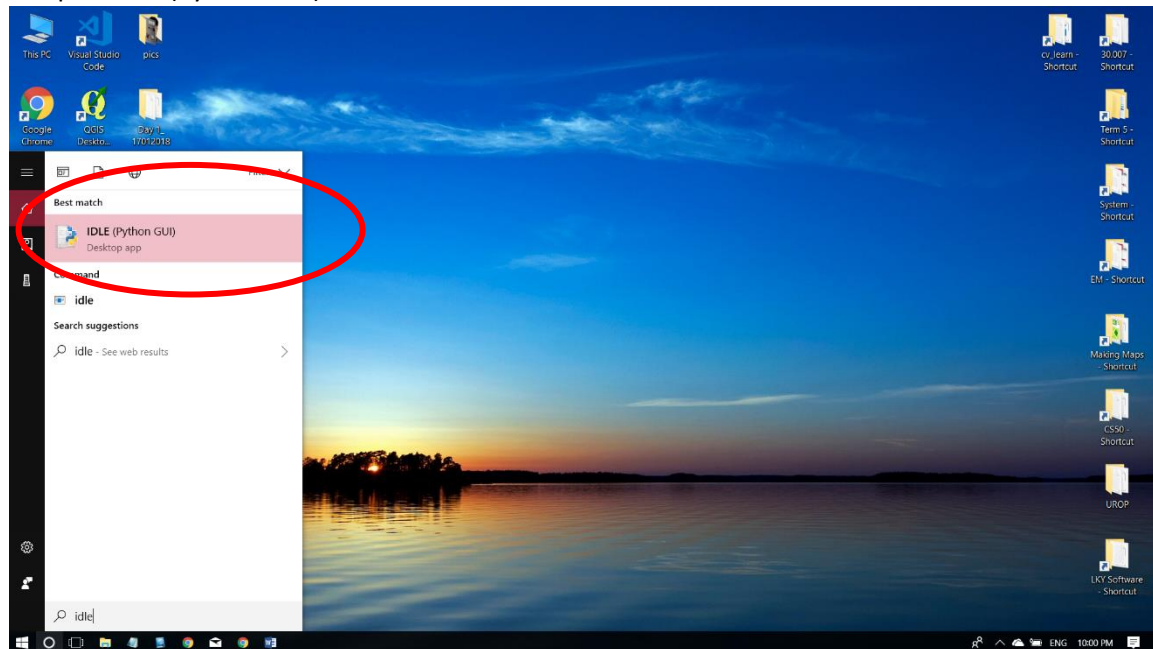 This PC
Visual Studio
Code
pics
cv_learn -
Shortcut
30.007 -
Shortcut
Google
Chrome
QGIS
Deskto...
Day 1_
17012018
Term 5 -
Shortcut
Best match
IDLE (Python GUI)
Desktop app
System -
Shortcut
Command
idle
EM - Shortcut
Search suggestions
idle - See web results
Making Maps
- Shortcut
CS50 -
Shortcut
UROP
LKY Software
- Shortcut
idle
ENG
10:00 PM